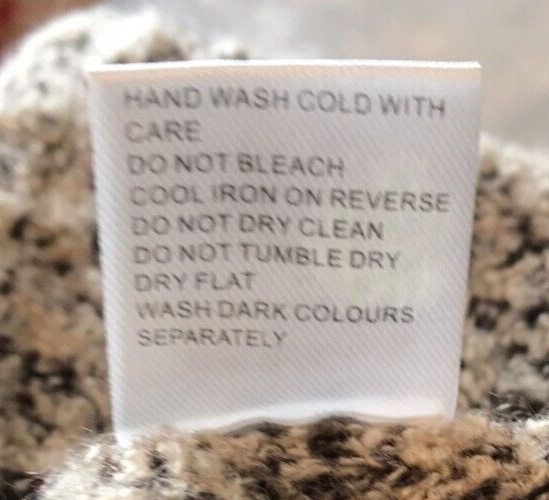 HAND WASH COLD WITH
CARE
DO NOT BLEACH
COOL IRON ON REVERSE
DO NOT DRY CLEAN
DO NOT TUMBLE DRY
DRY FLAT
WASH DARK COLOURS
SEPARATELY